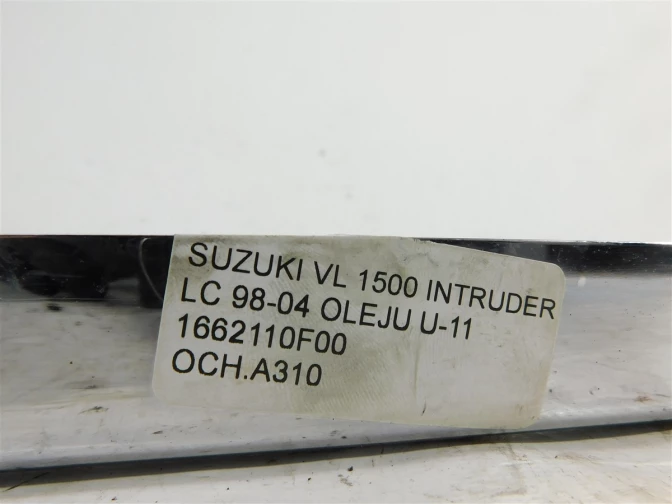 SUZUKI VL 1500 INTRUDER
LC 98-04 OLEJU U-11
1662110F00
OCH.A310